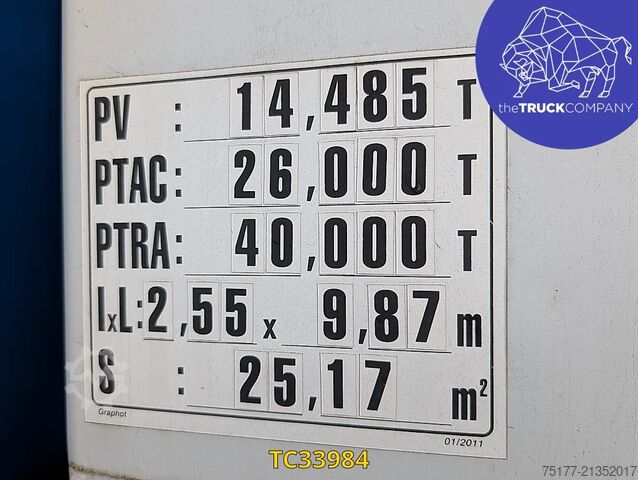 theTRUCKCOMPANY
PV : 14,485 T
PTAC: 26,000 T
PTRA: 40,000 T
lxL: 2,55 x 9,87 m
S : 25,17 m²
Graphot
01/2011
TC33984
75177-21352017